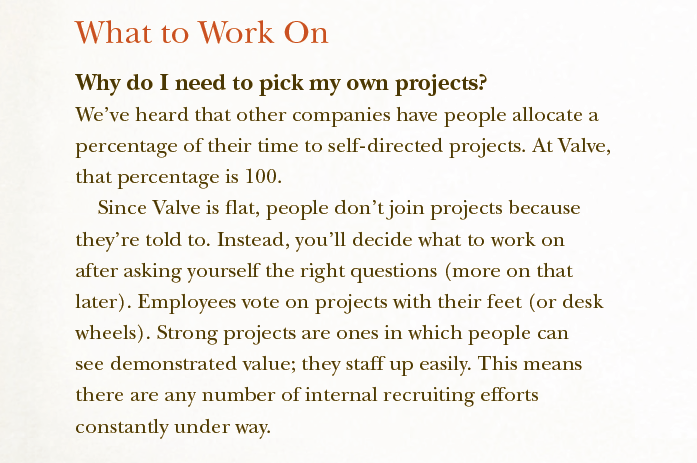 What to Work On
Why do I need to pick my own projects?
We’ve heard that other companies have people allocate a
percentage of their time to self-directed projects. At Valve,
that percentage is 100.
Since Valve is flat, people don’t join projects because
they’re told to. Instead, you’ll decide what to work on
after asking yourself the right questions (more on that
later). Employees vote on projects with their feet (or desk
wheels). Strong projects are ones in which people can
see demonstrated value; they staff up easily. This means
there are any number of internal recruiting efforts
constantly under way.